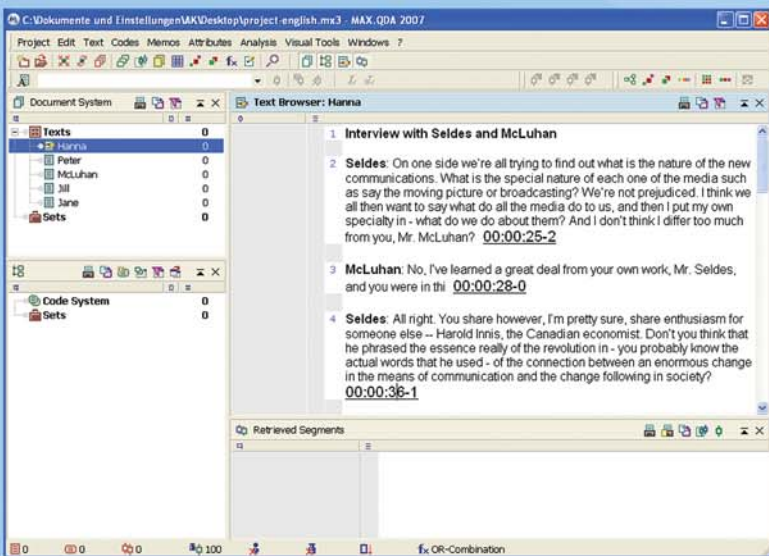 C:\Dokumente und Einstellungen\AK\Desktop\project-english.mx3 - MAX.QDA 2007
Project Edit Text Codes Memos Attributes Analysis Visual Tools Windows ?
Document System
Texts 0
Hanna 0
Peter 0
McLuhan 0
Jill 0
Jane 0
Sets 0
Code System 0
Sets 0
Text Browser: Hanna
0
1 Interview with Seldes and McLuhan
2 Seldes: On one side we're all trying to find out what is the nature of the new
communications. What is the special nature of each one of the media such
as say the moving picture or broadcasting? We're not prejudiced. I think we
all then want to say what do all the media do to us, and then I put my own
specialty in - what do we do about them? And I don't think I differ too much
from you, Mr. McLuhan? 00:00:25-2
3 McLuhan: No, I've learned a great deal from your own work, Mr. Seldes,
and you were in thi 00:00:28-0
4 Seldes: All right. You share however, I'm pretty sure, share enthusiasm for
someone else -- Harold Innis, the Canadian economist. Don't you think that
he phrased the essence really of the revolution in - you probably know the
actual words that he used - of the connection between an enormous change
in the means of communication and the change following in society?
00:00:36-1
Retrieved Segments
0 0 0 100 fx OR-Combination